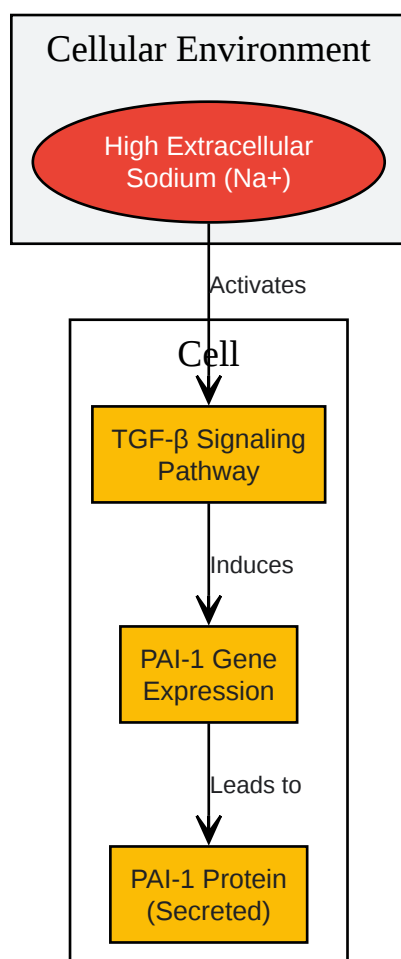 Cellular Environment
High Extracellular
Sodium (Na+)
Activates
Cell
TGF-β Signaling
Pathway
Induces
PAI-1 Gene
Expression
Leads to
PAI-1 Protein
(Secreted)